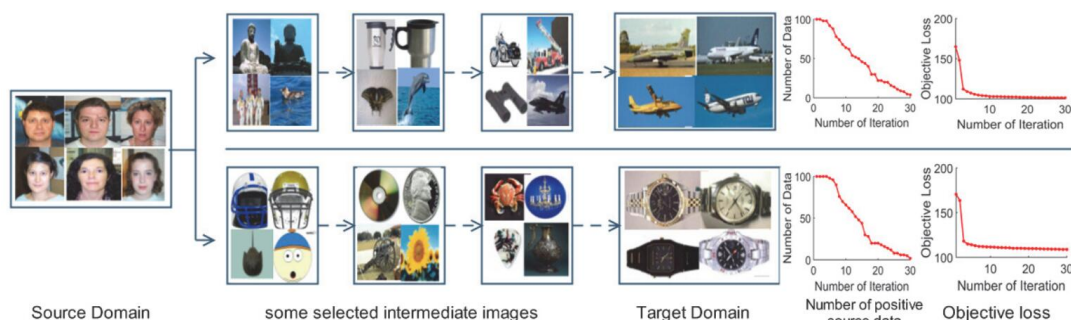 Number of Data
100
50
0
0
10
20
30
Number of Iteration
Objective Loss
200
150
100
10
20
30
Number of Iteration
Number of Data
100
50
0
0
10
20
30
Number of Iteration
Objective Loss
200
150
100
10
20
30
Number of Iteration
Source Domain
some selected intermediate images
Target Domain
Number of positive
source data
Objective loss